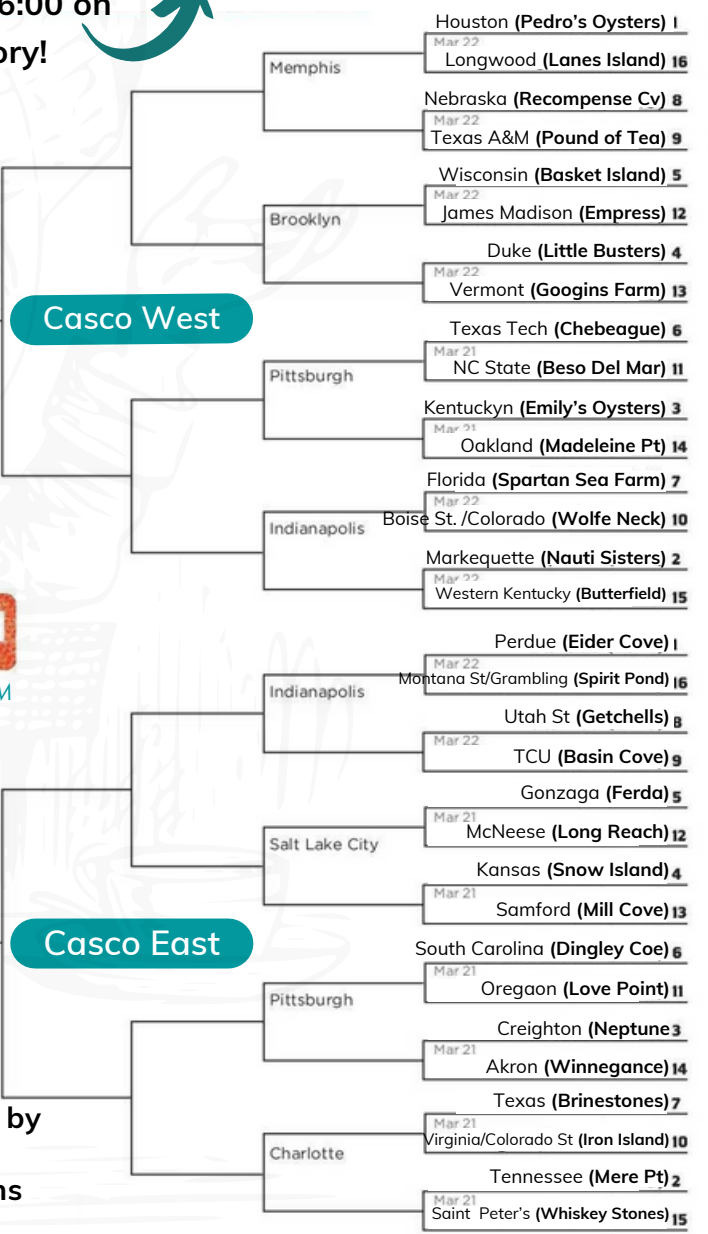 6:00 on
ory!
Houston (Pedro's Oysters) 1
Mar 22
Longwood (Lanes Island) 16
Memphis
Nebraska (Recompense Cv) 8
Mar 22
Texas A&M (Pound of Tea) 9
Wisconsin (Basket Island) 5
Mar 22
James Madison (Empress) 12
Brooklyn
Duke (Little Busters) 4
Mar 22
Vermont (Googins Farm) 13
Casco West
Texas Tech (Chebeague) 6
Mar 21
NC State (Beso Del Mar) 11
Pittsburgh
Kentuckyn (Emily's Oysters) 3
Mar 21
Oakland (Madeleine Pt) 14
Florida (Spartan Sea Farm) 7
Mar 22
Boise St. /Colorado (Wolfe Neck) 10
Indianapolis
Markequette (Nauti Sisters) 2
Mar 22
Western Kentucky (Butterfield) 15
Perdue (Eider Cove) 1
Mar 22
Montana St/Grambling (Spirit Pond) 16
Indianapolis
M
Utah St (Getchells) 8
Mar 22
TCU (Basin Cove) 9
Gonzaga (Ferda) 5
Mar 21
McNeese (Long Reach) 12
Salt Lake City
Kansas (Snow Island) 4
Mar 21
Samford (Mill Cove) 13
Casco East
South Carolina (Dingley Coe) 6
Mar 21
Oregaon (Love Point) 11
Pittsburgh
Creighton (Neptune 3
Mar 21
Akron (Winnegance) 14
Texas (Brinestones) 7
by
Mar 21
Virginia/Colorado St (Iron Island) 10
Charlotte
Tennessee (Mere Pt) 2
ns
Mar 21
Saint Peter's (Whiskey Stones) 15